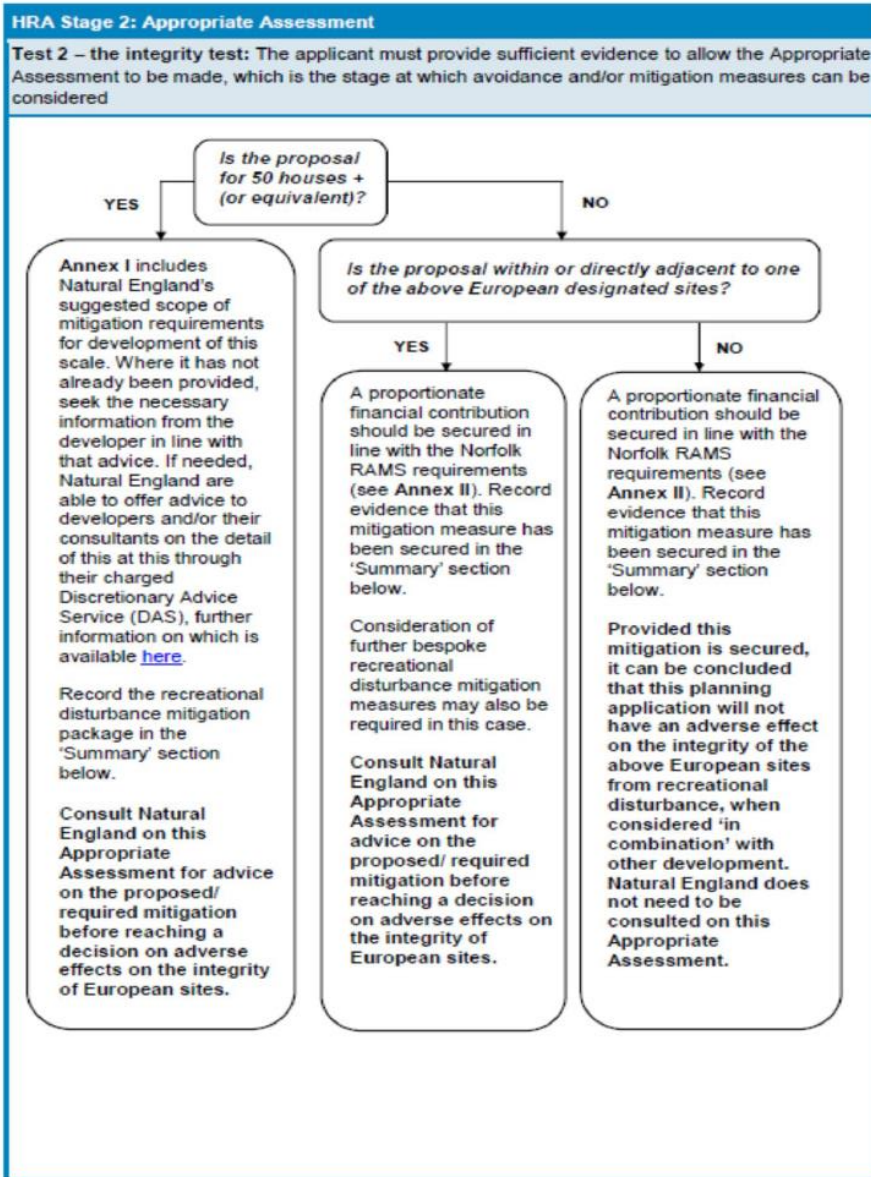 HRA Stage 2: Appropriate Assessment
Test 2 – the integrity test: The applicant must provide sufficient evidence to allow the Appropriate
Assessment to be made, which is the stage at which avoidance and/or mitigation measures can be
considered
Is the proposal
for 50 houses +
(or equivalent)?
YES
NO
Annex I includes
Natural England's
suggested scope of
mitigation requirements
for development of this
scale. Where it has not
already been provided,
seek the necessary
information from the
developer in line with
that advice. If needed,
Natural England are
able to offer advice to
developers and/or their
consultants on the detail
of this at this through
their charged
Discretionary Advice
Service (DAS), further
information on which is
available here.
Record the recreational
disturbance mitigation
package in the
'Summary' section
below.
Consult Natural
England on this
Appropriate
Assessment for advice
on the proposed/
required mitigation
before reaching a
decision on adverse
effects on the integrity
of European sites.
Is the proposal within or directly adjacent to one
of the above European designated sites?
YES
NO
A proportionate
financial contribution
should be secured in
line with the Norfolk
RAMS requirements
(see Annex II). Record
evidence that this
mitigation measure has
been secured in the
'Summary' section
below.
Consideration of
further bespoke
recreational
disturbance mitigation
measures may also be
required in this case.
Consult Natural
England on this
Appropriate
Assessment for
advice on the
proposed/ required
mitigation before
reaching a decision
on adverse effects on
the integrity of
European sites.
A proportionate financial
contribution should be
secured in line with the
Norfolk RAMS
requirements (see
Annex II). Record
evidence that this
mitigation measure has
been secured in the
'Summary' section
below.
Provided this
mitigation is secured,
it can be concluded
that this planning
application will not
have an adverse effect
on the integrity of the
above European sites
from recreational
disturbance, when
considered 'in
combination' with
other development.
Natural England does
not need to be
consulted on this
Appropriate
Assessment.